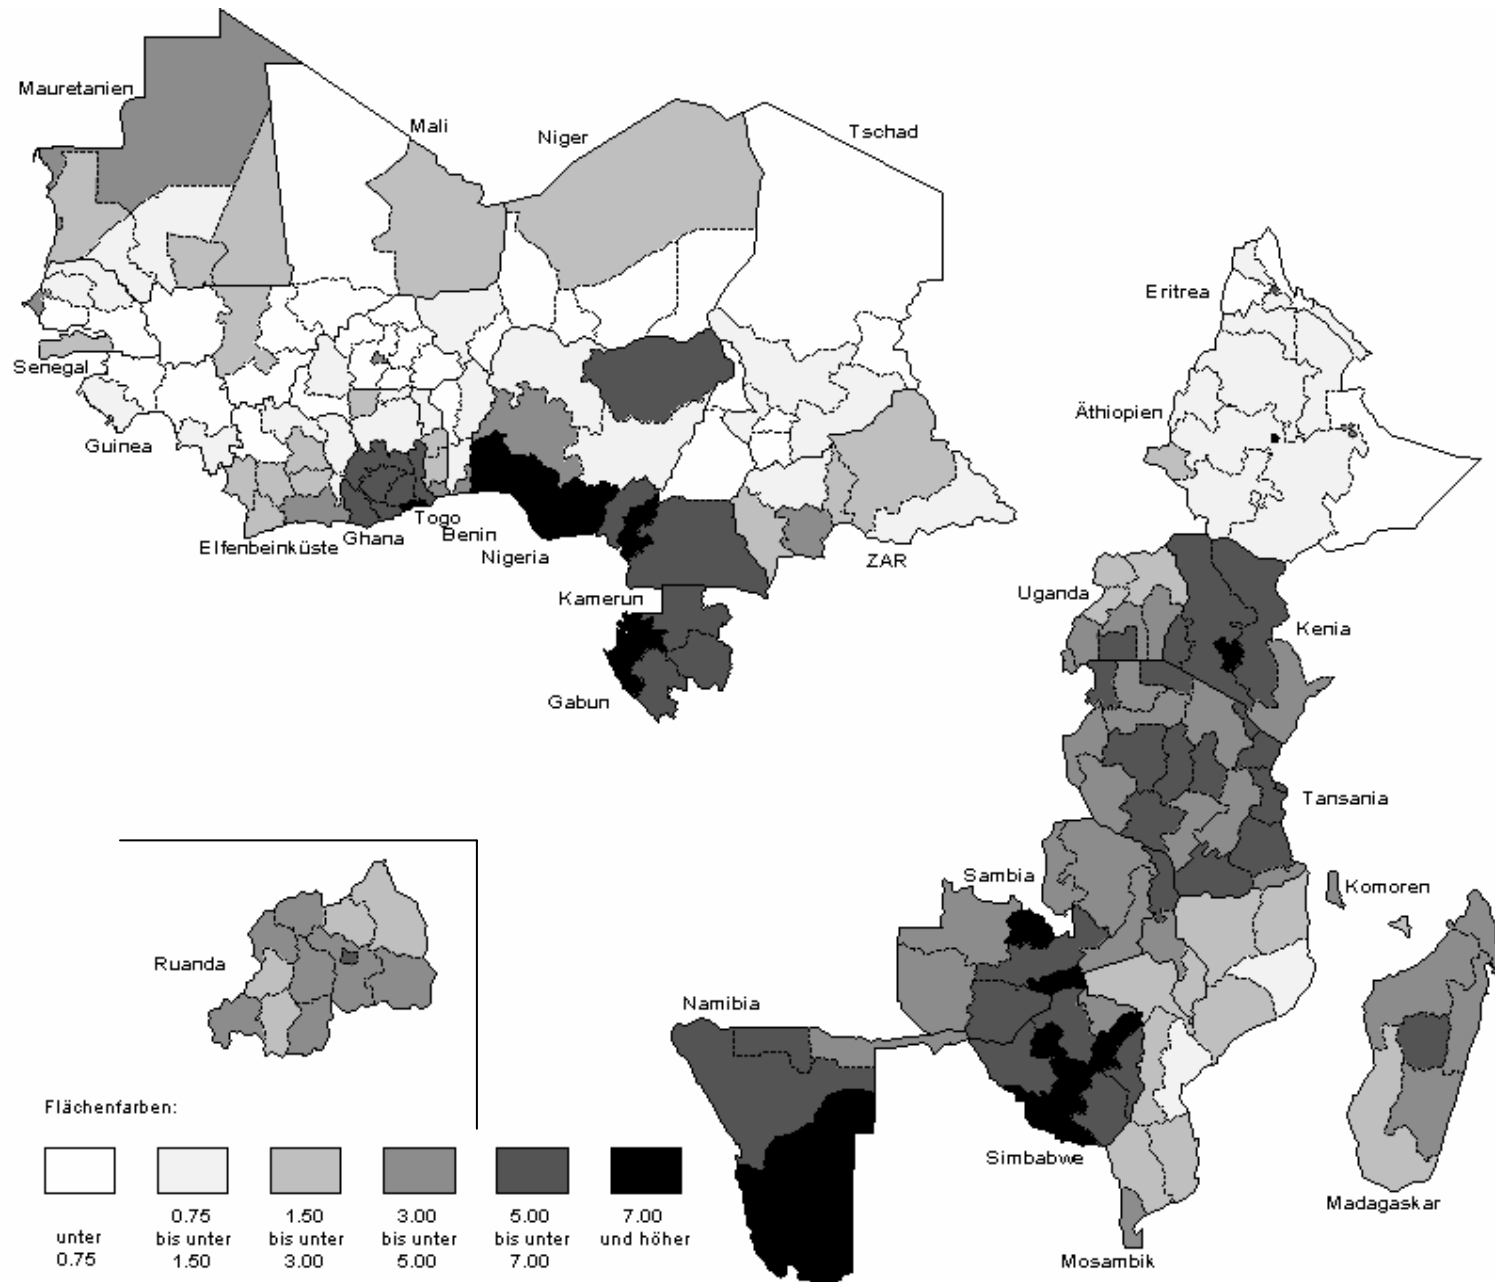 Mauretanien
Mali
Niger
Tschad
Eritrea
Senegal
Äthiopien
Guinea
Togo
Elfenbeinküste
Ghana
Benin
Nigeria
ZAR
Kamerun
Uganda
Kenia
Gabun
Tansania
Sambia
Komoren
Ruanda
Namibia
Simbabwe
Madagaskar
Mosambik
Flächenfarben:
unter
0.75
0.75
bis unter
1.50
1.50
bis unter
3.00
3.00
bis unter
5.00
5.00
bis unter
7.00
7.00
und höher